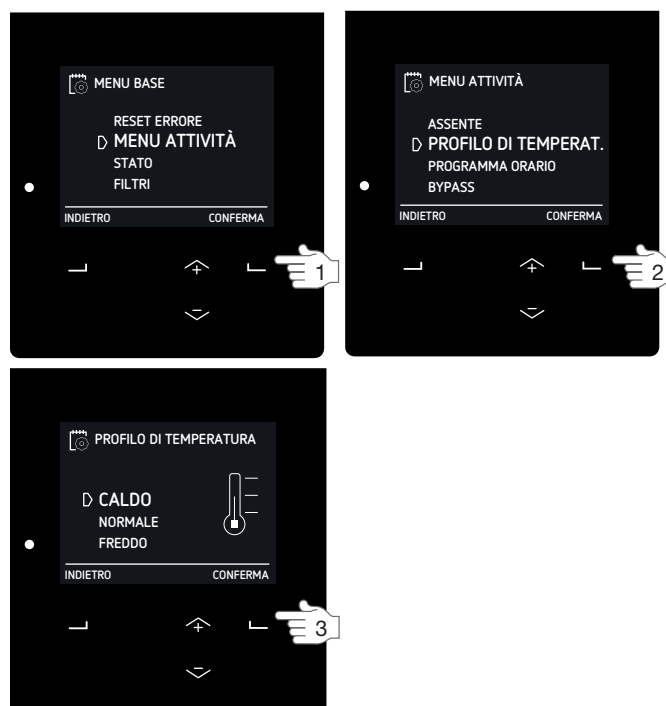 MENU BASE
RESET ERRORE
MENU ATTIVITÀ
STATO
FILTRI
INDIETRO CONFERMA
1
MENU ATTIVITÀ
ASSENTE
PROFILO DI TEMPERAT.
PROGRAMMA ORARIO
BYPASS
INDIETRO CONFERMA
2
PROFILO DI TEMPERATURA
CALDO
NORMALE
FREDDO
INDIETRO CONFERMA
3